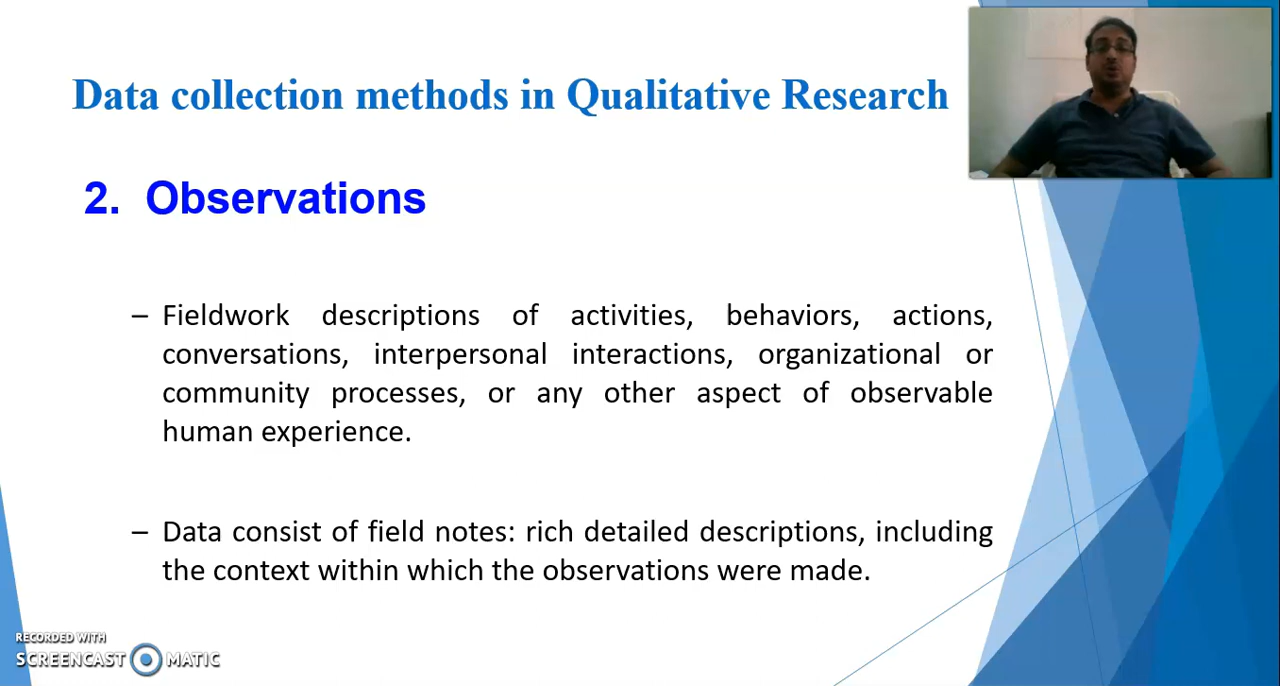 Data collection methods in Qualitative Research
2. Observations
– Fieldwork descriptions of activities, behaviors, actions,
conversations, interpersonal interactions, organizational or
community processes, or any other aspect of observable
human experience.
– Data consist of field notes: rich detailed descriptions, including
the context within which the observations were made.
RECORDED WITH
SCREENCAST MATIC